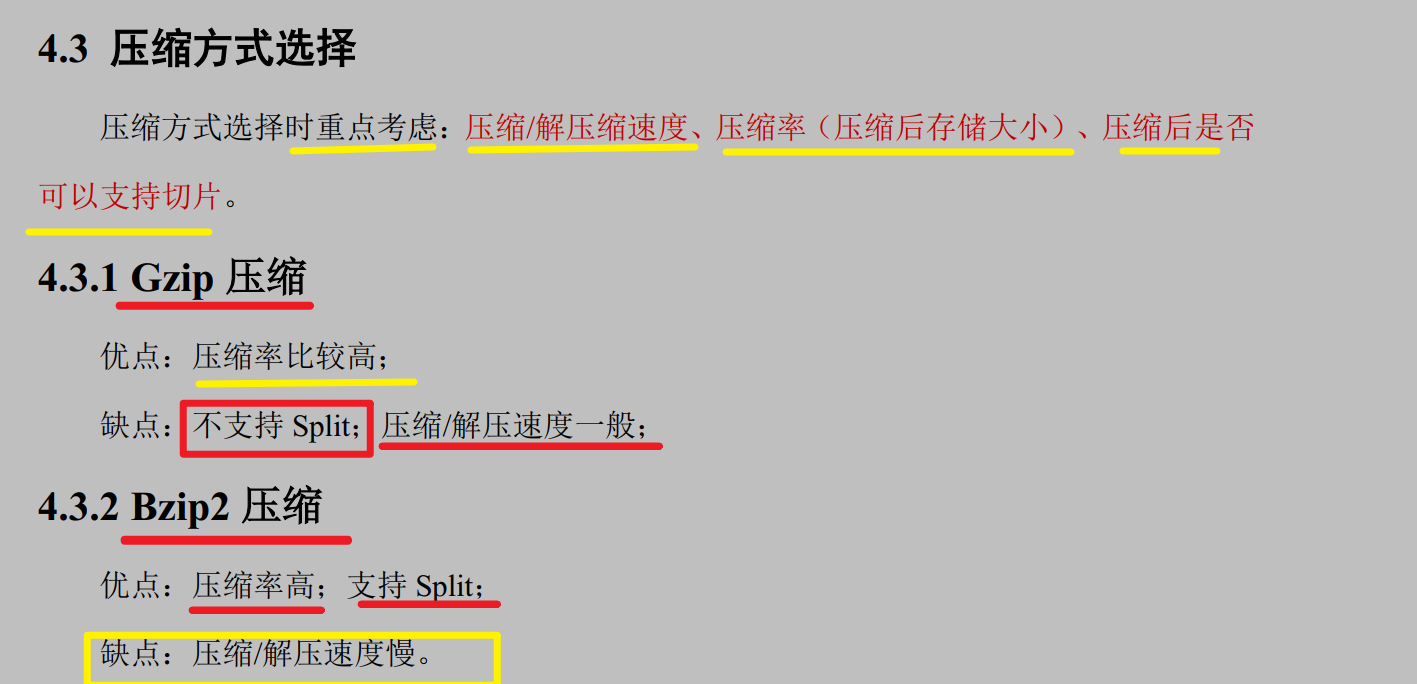 4.3 压缩方式选择
压缩方式选择时重点考虑：压缩/解压缩速度、压缩率（压缩后存储大小）、压缩后是否
可以支持切片。
4.3.1 Gzip 压缩
优点：压缩率比较高；
缺点：不支持 Split；压缩/解压速度一般；
4.3.2 Bzip2 压缩
优点：压缩率高；支持 Split；
缺点：压缩/解压速度慢。